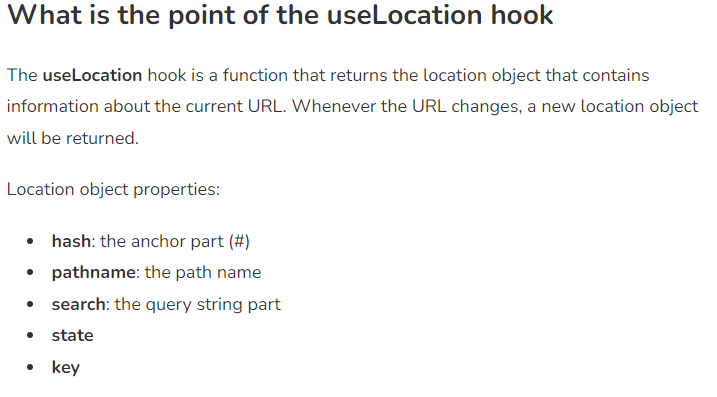 What is the point of the useLocation hook
The useLocation hook is a function that returns the location object that contains
information about the current URL. Whenever the URL changes, a new location object
will be returned.
Location object properties:
• hash: the anchor part (#)
• pathname: the path name
• search: the query string part
• state
• key